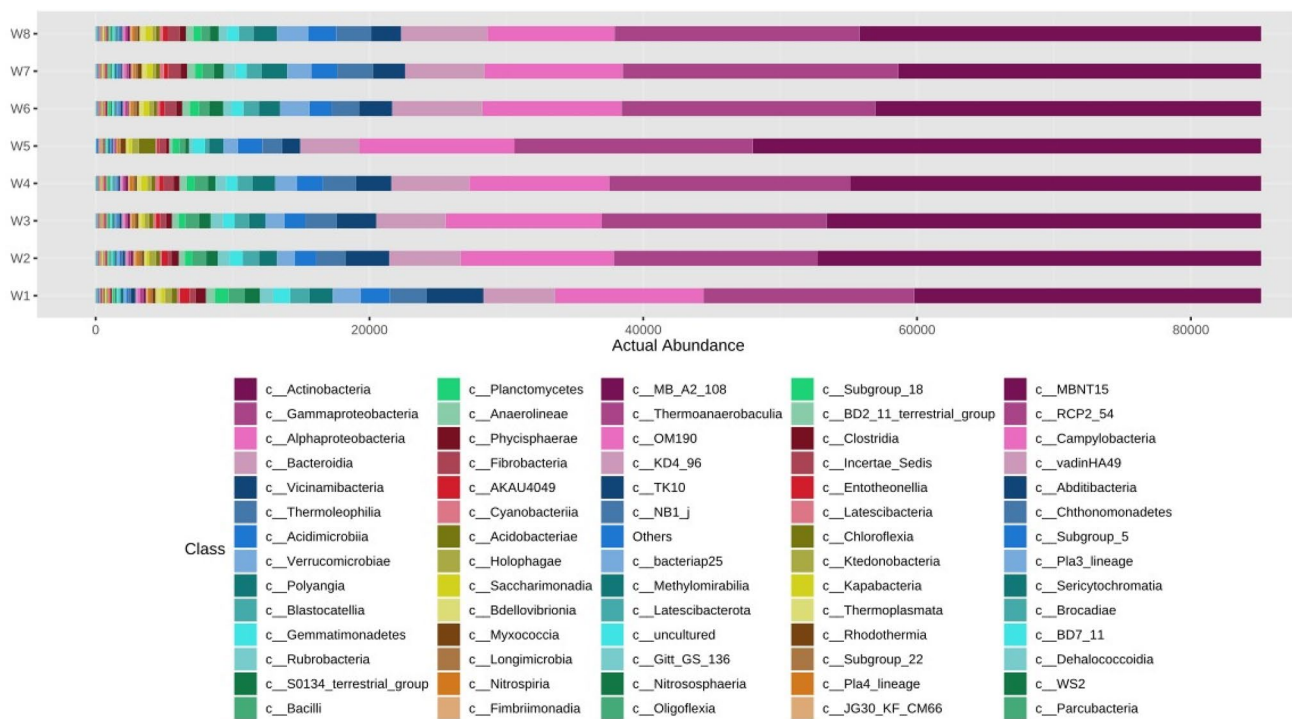 W8
W7
W6
W5
W4
W3
W2
W1
0 20000 40000 60000 80000
Actual Abundance
Class
c__Actinobacteria c__Planctomycetes c__MB_A2_108 c__Subgroup_18 c__MBNT15
c__Gammaproteobacteria c__Anaerolineae c__Thermoanaerobaculia c__BD2_11_terrestrial_group c__RCP2_54
c__Alphaproteobacteria c__Phycisphaerae c__OM190 c__Clostridia c__Campylobacteria
c__Bacteroidia c__Fibrobacteria c__KD4_96 c__Incertae_Sedis c__vadinHA49
c__Vicinamibacteria c__AKAU4049 c__TK10 c__Entotheonellia c__Abditibacteria
c__Thermoleophilia c__Cyanobacteriia c__NB1_j c__Latescibacteria c__Chthonomonadetes
c__Acidimicrobiia c__Acidobacteriae Others c__Chloroflexia c__Subgroup_5
c__Verrucomicrobiae c__Holophagae c__bacteriap25 c__Ktedonobacteria c__Pla3_lineage
c__Polyangia c__Saccharimonadia c__Methylomirabilia c__Kapabacteria c__Sericytochromatia
c__Blastocatellia c__Bdellovibrionia c__Latescibacterota c__Thermoplasmata c__Brocadiae
c__Gemmatimonadetes c__Myxococcia c__uncultured c__Rhodothermia c__BD7_11
c__Rubrobacteria c__Longimicrobia c__Gitt_GS_136 c__Subgroup_22 c__Dehalococcoidia
c__S0134_terrestrial_group c__Nitrospiria c__Nitrososphaeria c__Pla4_lineage c__WS2
c__Bacilli c__Fimbriimonadia c__Oligoflexia c__JG30_KF_CM66 c__Parcubacteria